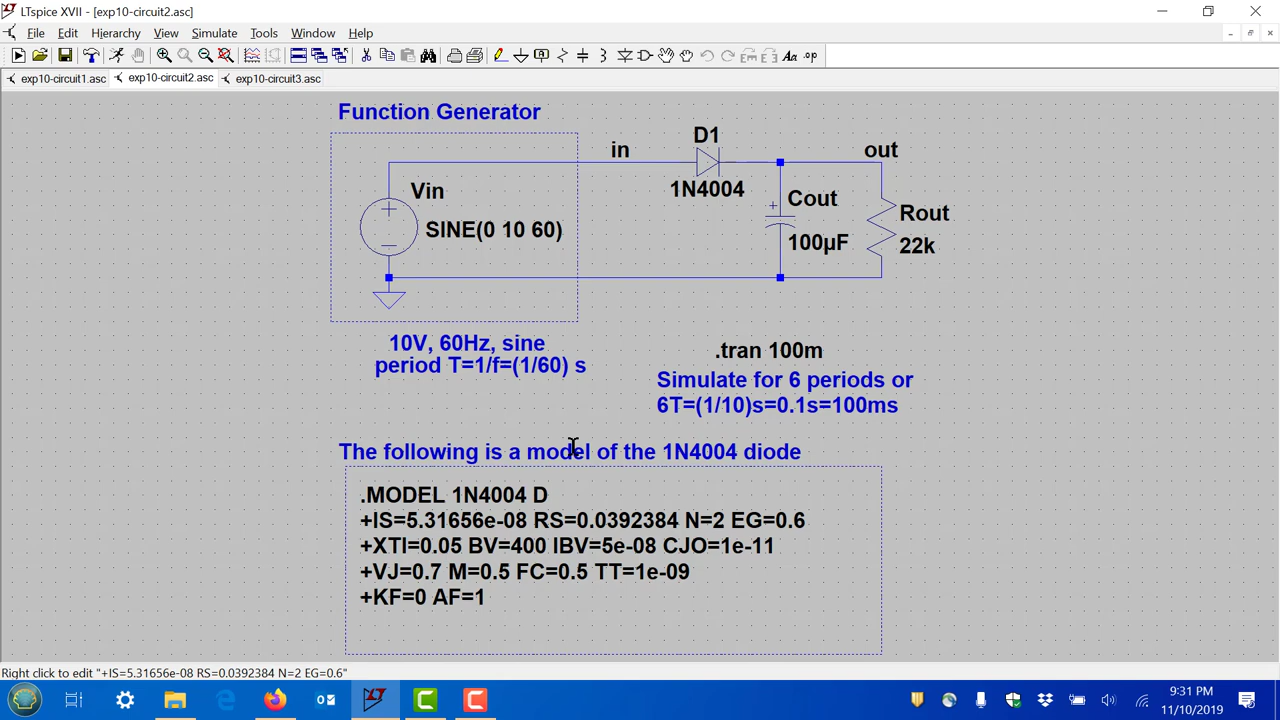 LTspice XVII - [exp10-circuit2.asc]
File Edit Hierarchy View Simulate Tools Window Help
exp10-circuit1.asc exp10-circuit2.asc exp10-circuit3.asc
Function Generator
in
D1
1N4004
out
Vin
SINE(0 10 60)
Cout
100µF
Rout
22k
10V, 60Hz, sine
period T=1/f=(1/60) s
.tran 100m
Simulate for 6 periods or
6T=(1/10)s=0.1s=100ms
The following is a model of the 1N4004 diode
.MODEL 1N4004 D
+IS=5.31656e-08 RS=0.0392384 N=2 EG=0.6
+XTI=0.05 BV=400 IBV=5e-08 CJO=1e-11
+VJ=0.7 M=0.5 FC=0.5 TT=1e-09
+KF=0 AF=1
Right click to edit "+IS=5.31656e-08 RS=0.0392384 N=2 EG=0.6"
9:31 PM
11/10/2019